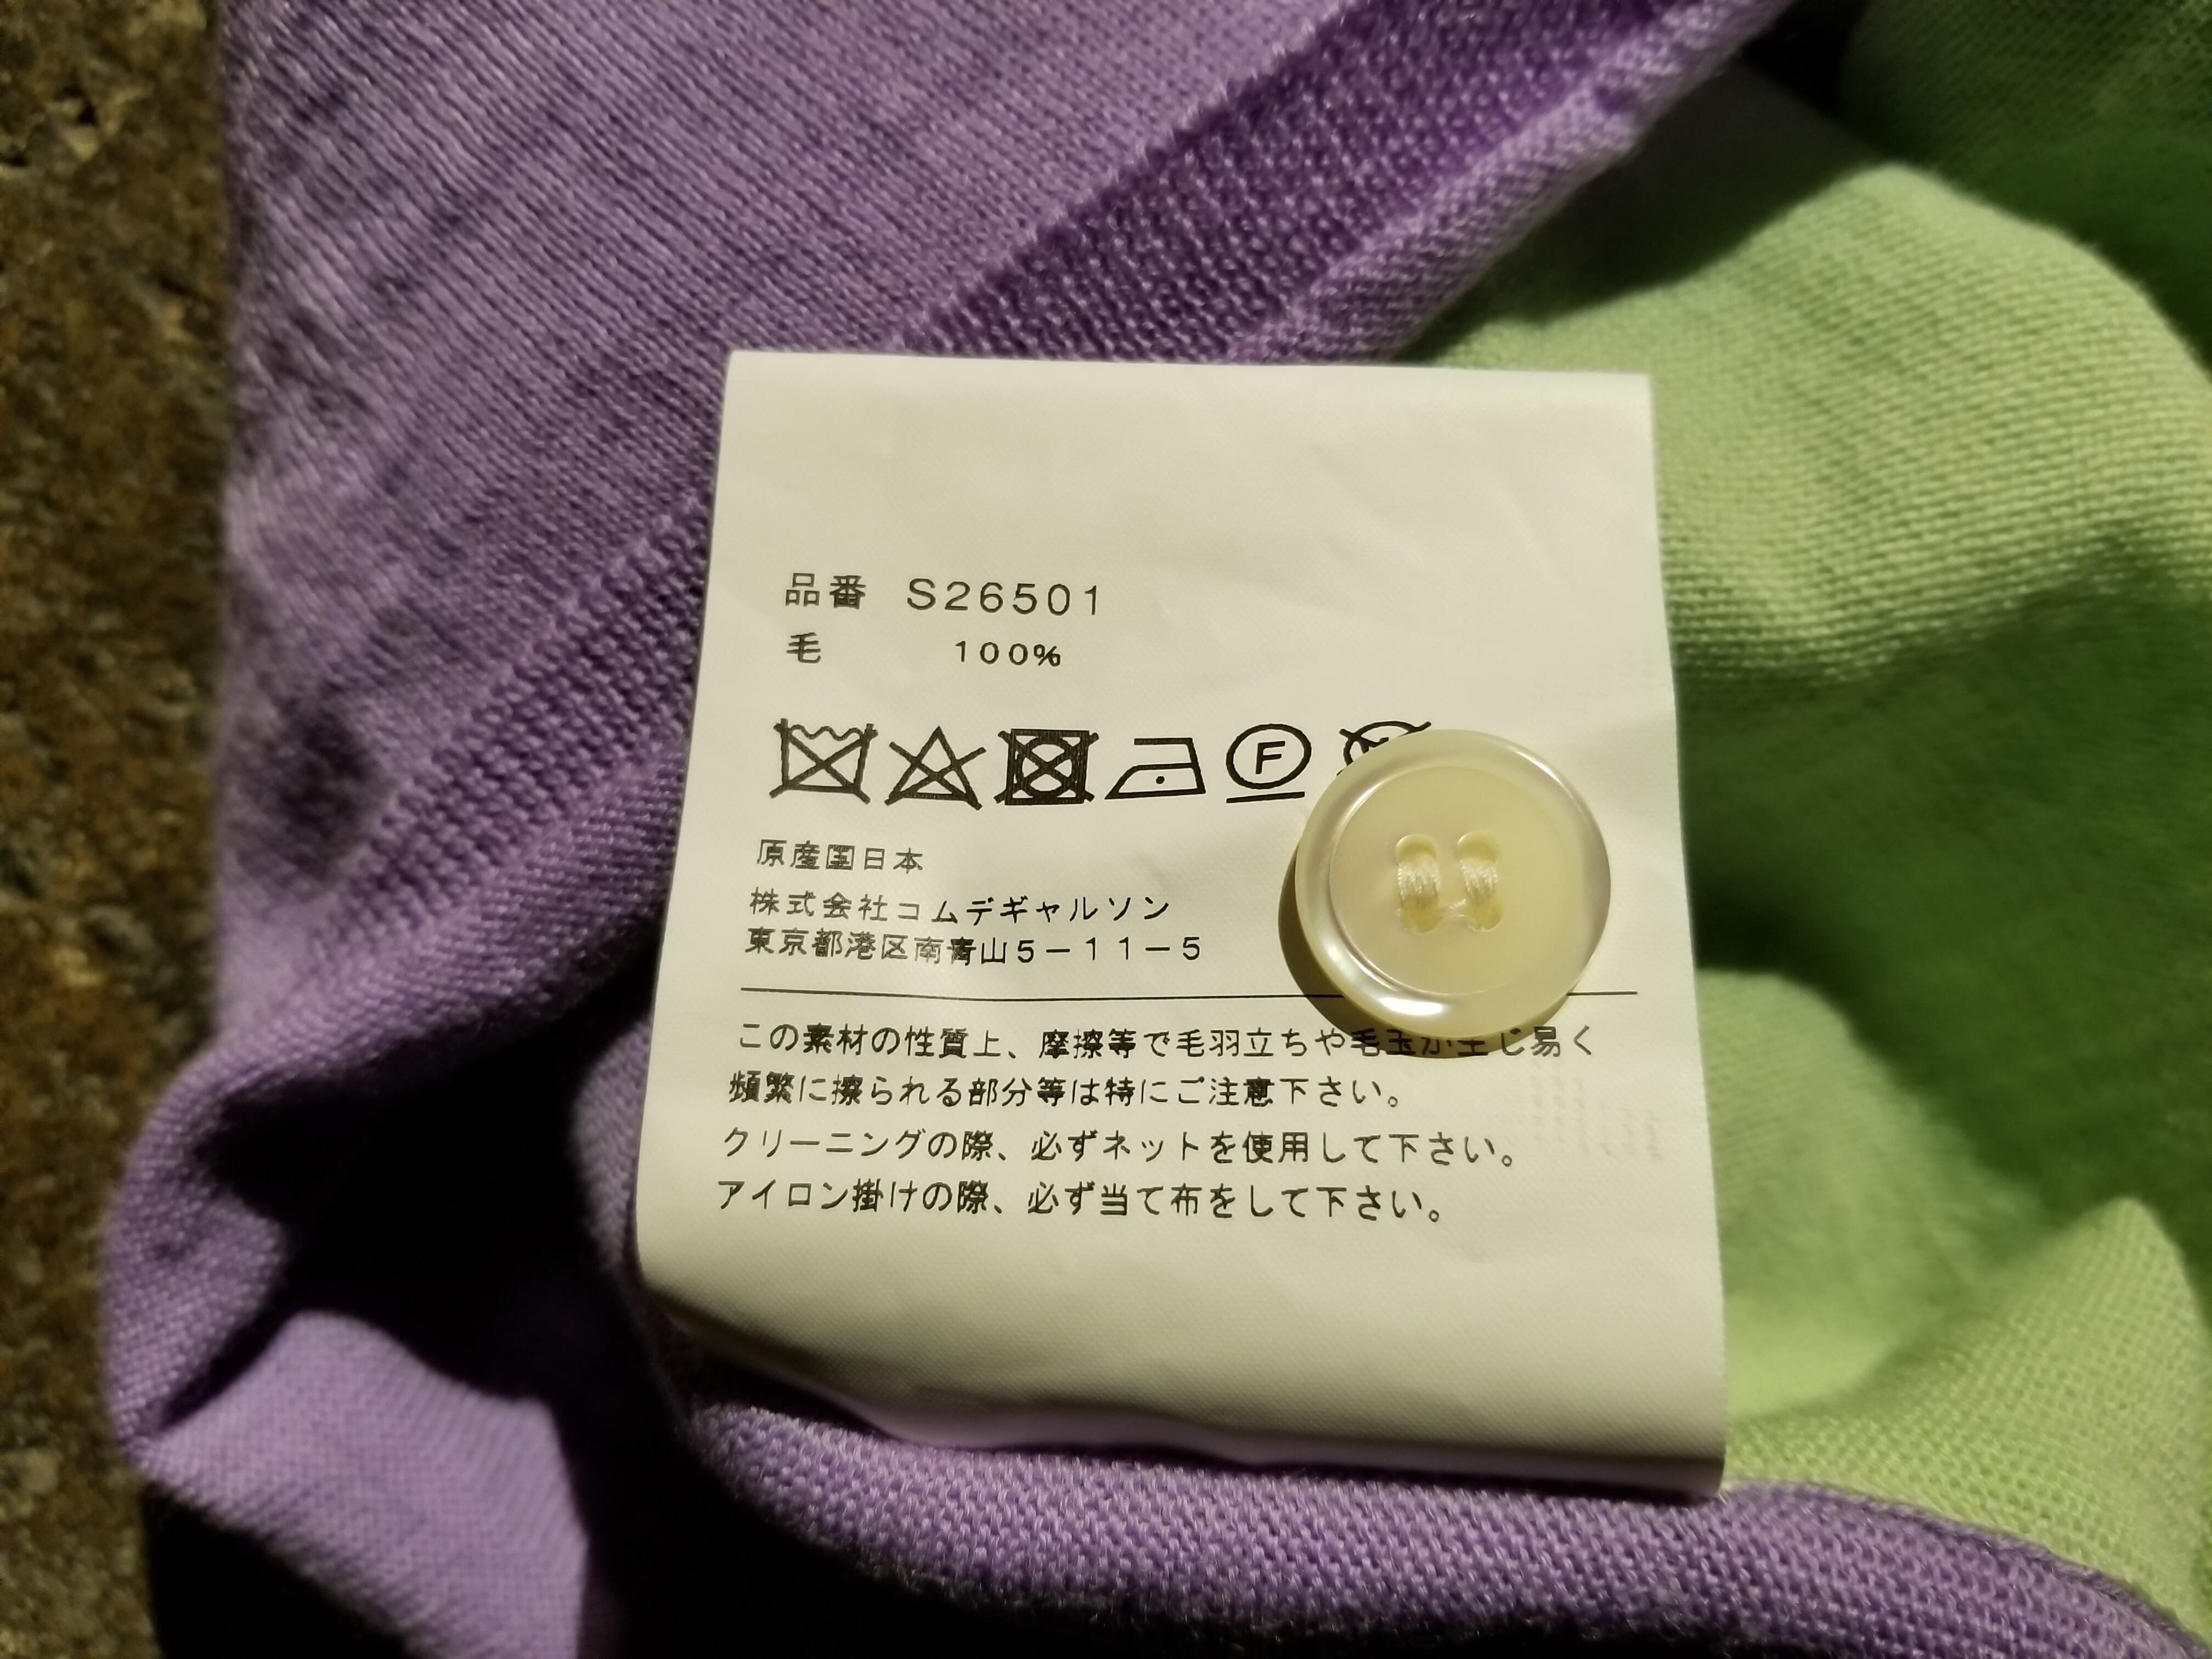 品番 S26501
毛 100%
F
原産国日本
株式会社コムデギャルソン
東京都港区南青山5-11-5
この素材の性質上、摩擦等で毛羽立ちや毛玉が生じ易く
頻繁に擦られる部分等は特にご注意下さい。
クリーニングの際、必ずネットを使用して下さい。
アイロン掛けの際、必ず当て布をして下さい。